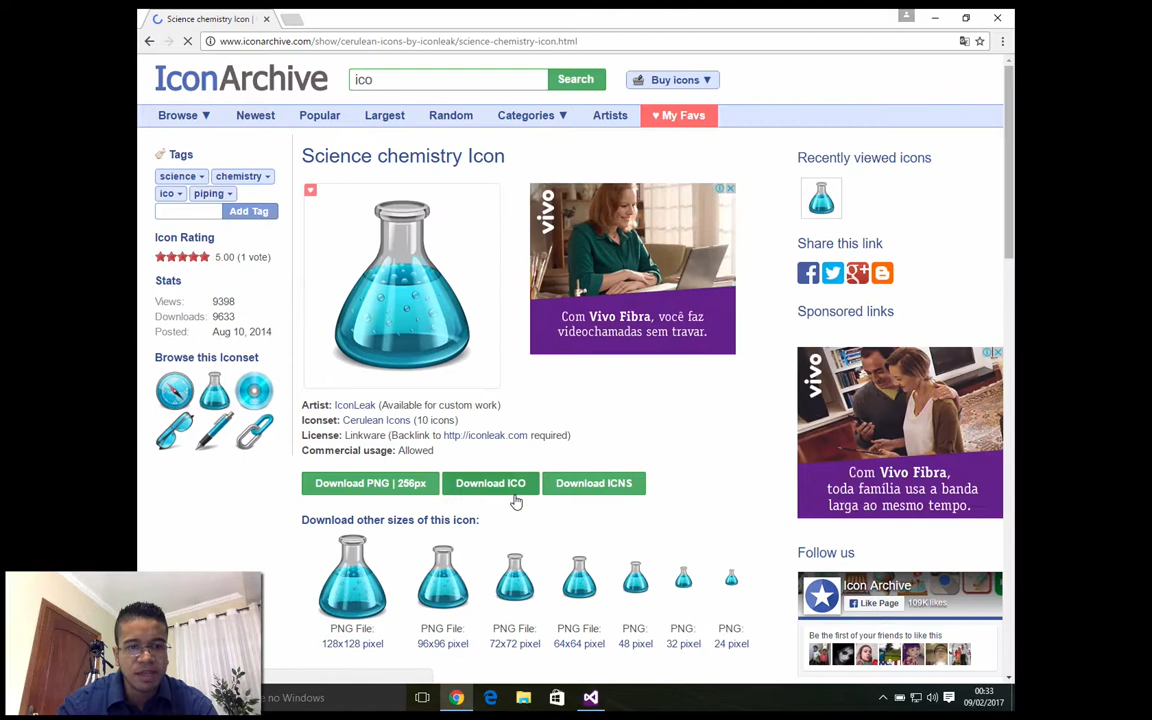 Science chemistry Icon |
www.iconarchive.com/show/cerulean-icons-by-iconleak/science-chemistry-icon.html
IconArchive
ico
Search
Buy icons ▼
Browse ▼
Newest
Popular
Largest
Random
Categories ▼
Artists
♥ My Favs
Tags
science
chemistry
ico
piping
Add Tag
Icon Rating
5.00 (1 vote)
Stats
Views: 9398
Downloads: 9633
Posted: Aug 10, 2014
Browse this iconset
Science chemistry Icon
vivo
Com Vivo Fibra, você faz
videochamadas sem travar.
Artist: IconLeak (Available for custom work)
Iconset: Cerulean Icons (10 icons)
License: Linkware (Backlink to http://iconleak.com required)
Commercial usage: Allowed
Download PNG | 256px
Download ICO
Download ICNS
Download other sizes of this icon:
PNG File:
128x128 pixel
PNG File:
96x96 pixel
PNG File:
72x72 pixel
PNG File:
64x64 pixel
PNG:
48 pixel
PNG:
32 pixel
PNG:
24 pixel
Recently viewed icons
Share this link
Sponsored links
vivo
Com Vivo Fibra,
toda família usa a banda
larga ao mesmo tempo.
Follow us
Icon Archive
Like Page
109K likes
Be the first of your friends to like this
e no Windows
00:33
09/02/2017